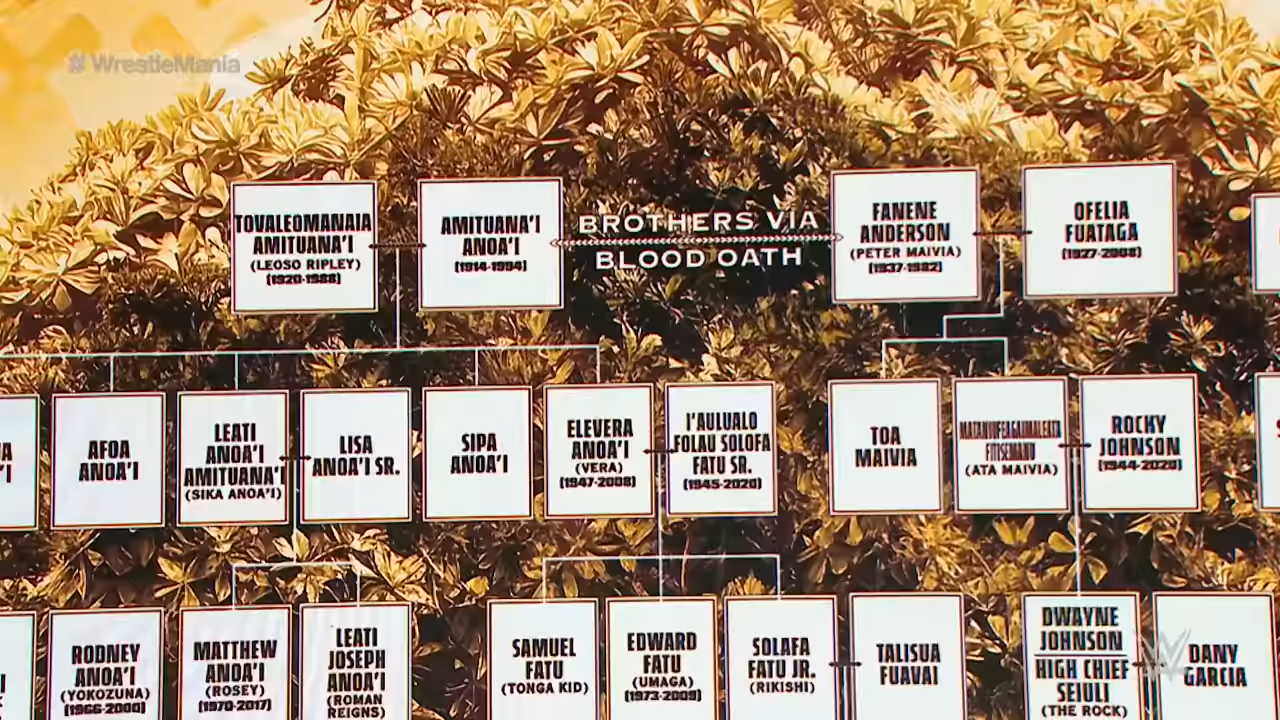 # WrestleMania
TOVALEOMANAIA
AMITUANA'I
(LEOSO RIPLEY)
(1920-1988)
AMITUANA'I
ANOA'I
(1914-1994)
BROTHERS VIA
BLOOD OATH
FANENE
ANDERSON
(PETER MAIVIA)
(1937-1982)
OFELIA
FUATAGA
(1927-2008)
AFOA
ANOA'I
LEATI
ANOA'I
AMITUANA'I
(SIKA ANOA'I)
LISA
ANOA'I SR.
SIPA
ANOA'I
ELEVERA
ANOA'I
(VERA)
(1947-2008)
I'AULUALO
FOLAU SOLOFA
FATU SR.
(1945-2020)
TOA
MAIVIA
FITISEMANU
(ATA MAIVIA)
ROCKY
JOHNSON
(1944-2020)
RODNEY
ANOA'I
(YOKOZUNA)
(1966-2000)
MATTHEW
ANOA'I
(ROSEY)
(1970-2017)
LEATI
JOSEPH
ANOA'I
(ROMAN
REIGNS)
SAMUEL
FATU
(TONGA KID)
EDWARD
FATU
(UMAGA)
(1973-2009)
SOLAFA
FATU JR.
(RIKISHI)
TALISUA
FUAVAI
DWAYNE
JOHNSON
HIGH CHIEF
SEIULI
(THE ROCK)
DANY
GARCIA